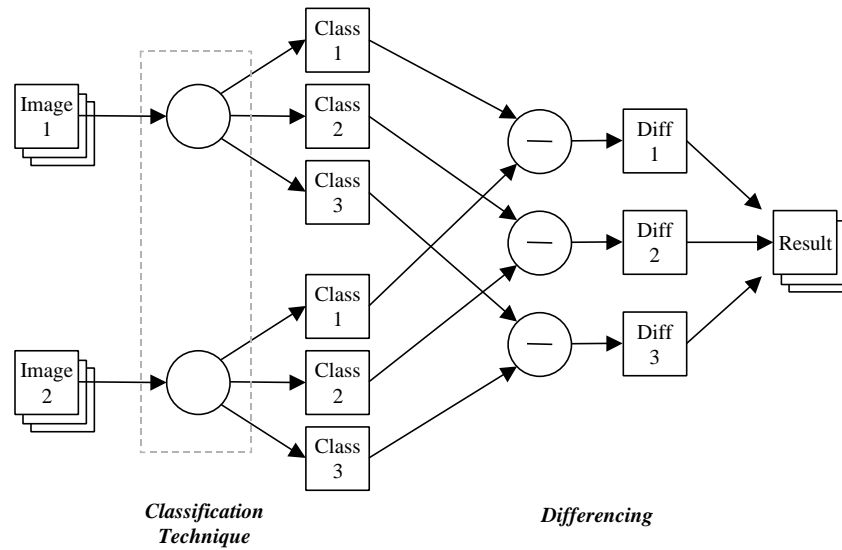 Class
1
Image
1
Class
2
Class
3
Diff
1
Diff
2
Result
Diff
3
Class
1
Image
2
Class
2
Class
3
Classification
Technique
Differencing